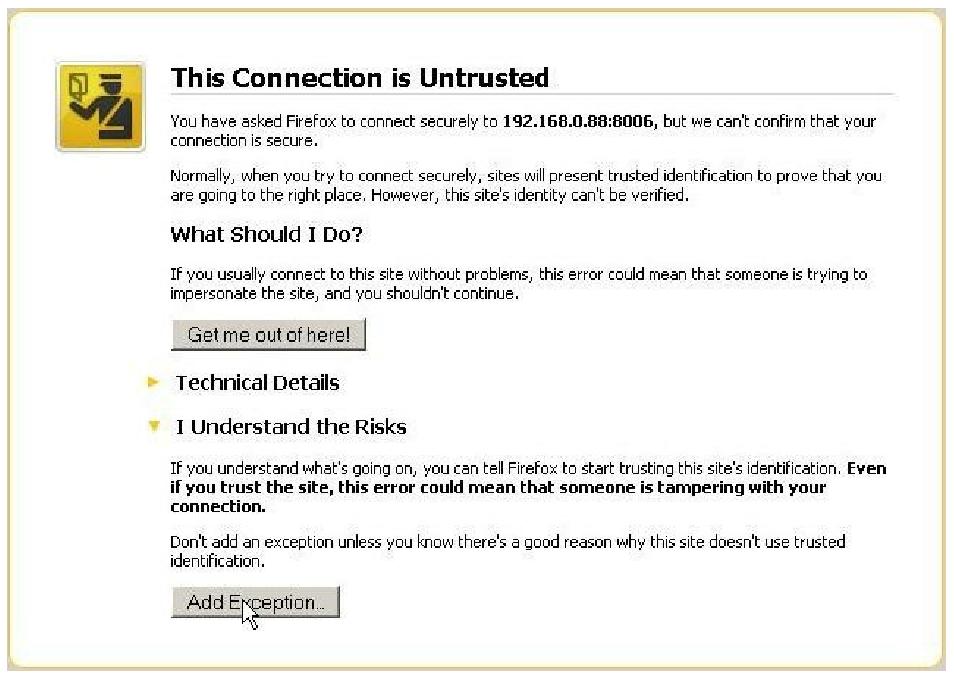 This Connection is Untrusted
You have asked Firefox to connect securely to 192.168.0.88:8006, but we can't confirm that your
connection is secure.
Normally, when you try to connect securely, sites will present trusted identification to prove that you
are going to the right place. However, this site's identity can't be verified.
What Should I Do?
If you usually connect to this site without problems, this error could mean that someone is trying to
impersonate the site, and you shouldn't continue.
Get me out of here!
Technical Details
I Understand the Risks
If you understand what's going on, you can tell Firefox to start trusting this site's identification. Even
if you trust the site, this error could mean that someone is tampering with your
connection.
Don't add an exception unless you know there's a good reason why this site doesn't use trusted
identification.
Add Exception...